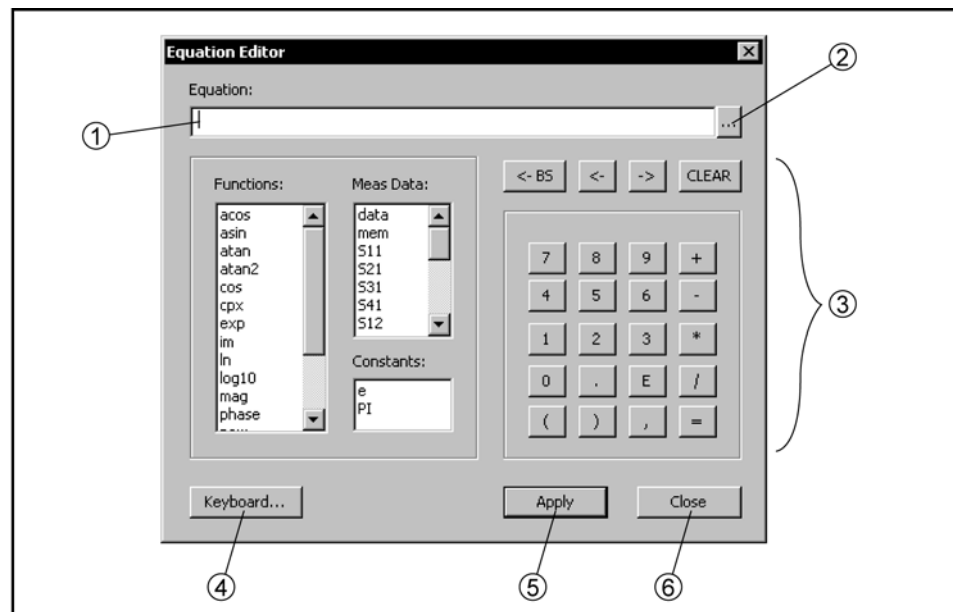 Equation Editor
②
Equation:
①
...
Functions:
acos
asin
atan
atan2
cos
cpx
exp
im
ln
log10
mag
phase
Meas Data:
data
mem
S11
S21
S31
S41
S12
Constants:
e
PI
<- BS <- -> CLEAR
7 8 9 +
4 5 6 -
1 2 3 *
0 . E /
( ) , =
③
Keyboard...
Apply
Close
④
⑤
⑥